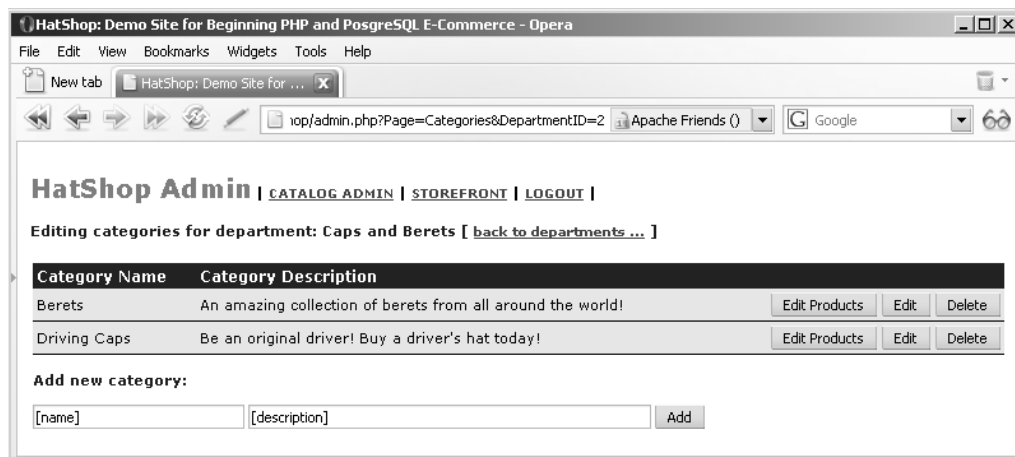 HatShop: Demo Site for Beginning PHP and PosgreSQL E-Commerce - Opera
File Edit View Bookmarks Widgets Tools Help
New tab HatShop: Demo Site for ...
op/admin.php?Page=Categories&DepartmentID=2 Apache Friends () G Google
HatShop Admin | CATALOG ADMIN | STOREFRONT | LOGOUT |
Editing categories for department: Caps and Berets [ back to departments ... ]
Category Name Category Description
Berets An amazing collection of berets from all around the world! Edit Products Edit Delete
Driving Caps Be an original driver! Buy a driver's hat today! Edit Products Edit Delete
Add new category:
[name] [description] Add